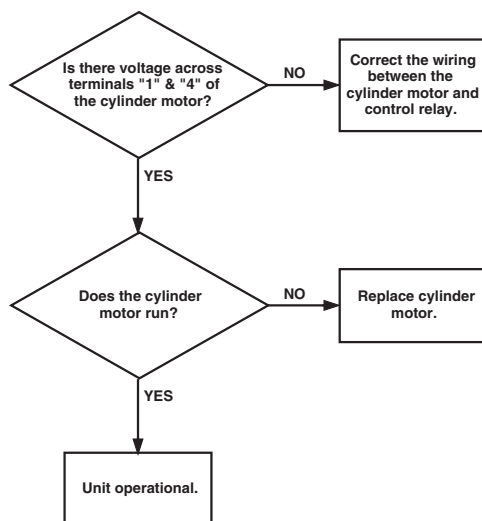 Is there voltage across
terminals "1" & "4" of
the cylinder motor?
NO
Correct the wiring
between the
cylinder motor and
control relay.
YES
Does the cylinder
motor run?
NO
Replace cylinder
motor.
YES
Unit operational.